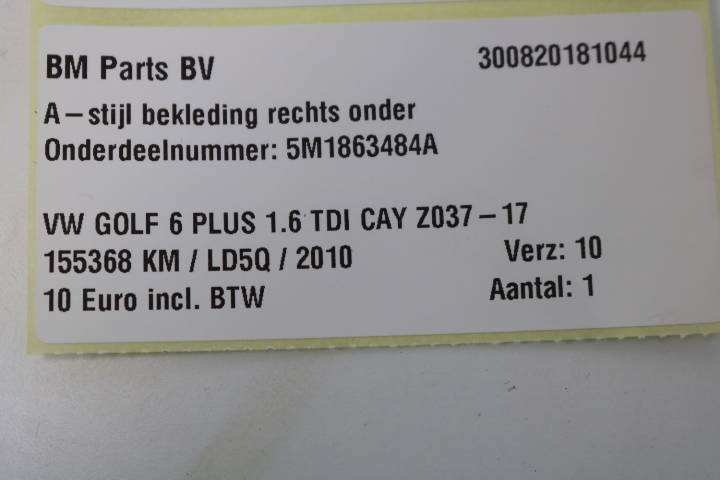 BM Parts BV 300820181044
A-stijl bekleding rechts onder
Onderdeelnummer: 5M1863484A
VW GOLF 6 PLUS 1.6 TDI CAY Z037-17
155368 KM / LD5Q / 2010 Verz: 10
10 Euro incl. BTW Aantal: 1